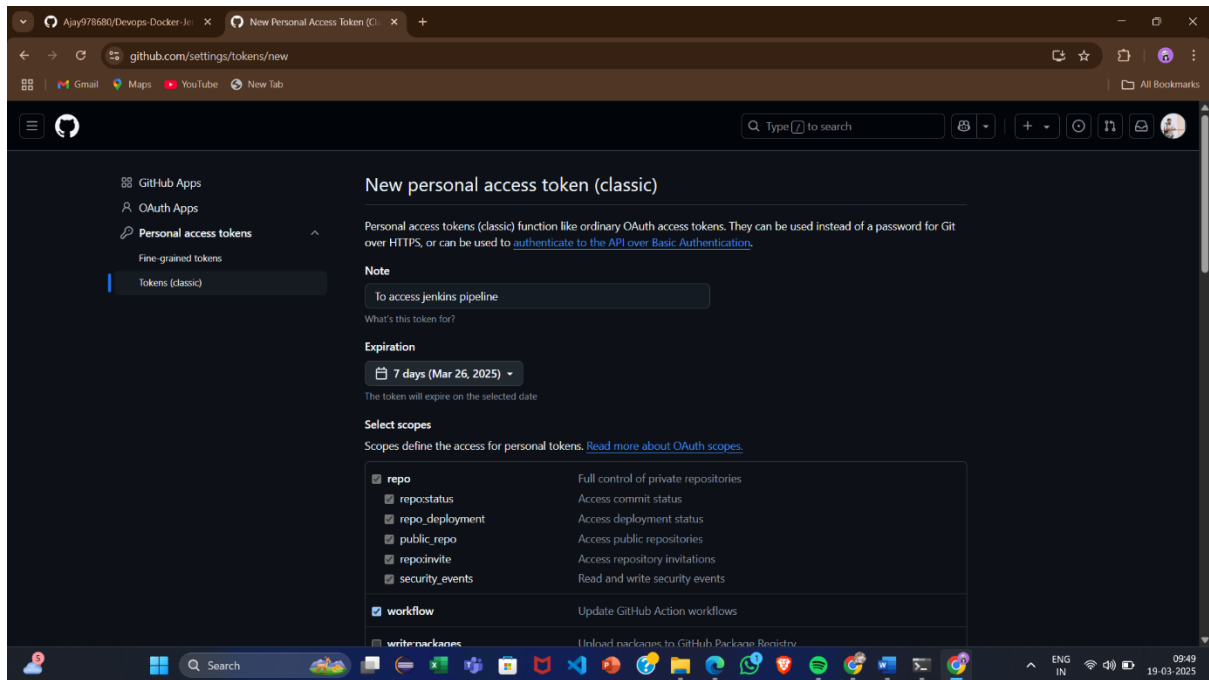 Ajay978680/Devops-Docker-Je
New Personal Access Token (Cl
github.com/settings/tokens/new
Gmail
Maps
YouTube
New Tab
All Bookmarks
Type / to search
GitHub Apps
OAuth Apps
Personal access tokens
Fine-grained tokens
Tokens (classic)
New personal access token (classic)
Personal access tokens (classic) function like ordinary OAuth access tokens. They can be used instead of a password for Git
over HTTPS, or can be used to authenticate to the API over Basic Authentication.
Note
To access jenkins pipeline
What's this token for?
Expiration
7 days (Mar 26, 2025)
The token will expire on the selected date
Select scopes
Scopes define the access for personal tokens. Read more about OAuth scopes.
repo Full control of private repositories
repo:status Access commit status
repo_deployment Access deployment status
public_repo Access public repositories
repo:invite Access repository invitations
security_events Read and write security events
workflow Update GitHub Action workflows
write:packages Upload packages to GitHub Package Registry
5
Search
1
ENG
IN
09:49
19-03-2025